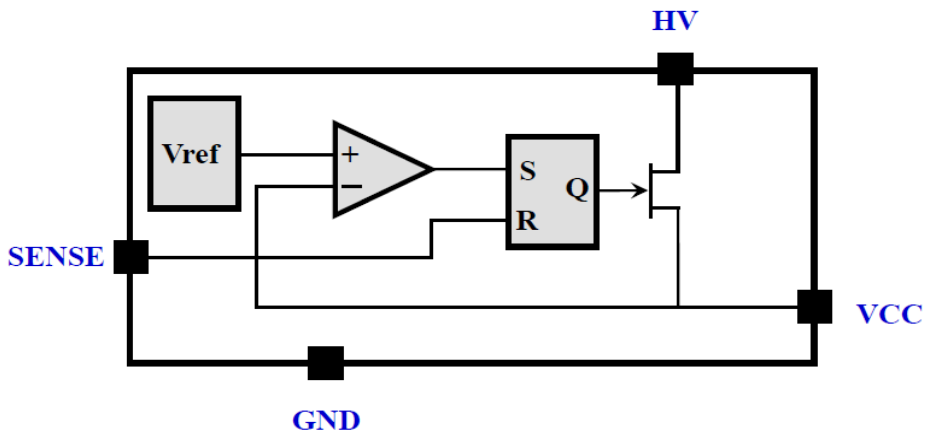 HV
Vref
+
−
S
Q
R
SENSE
VCC
GND